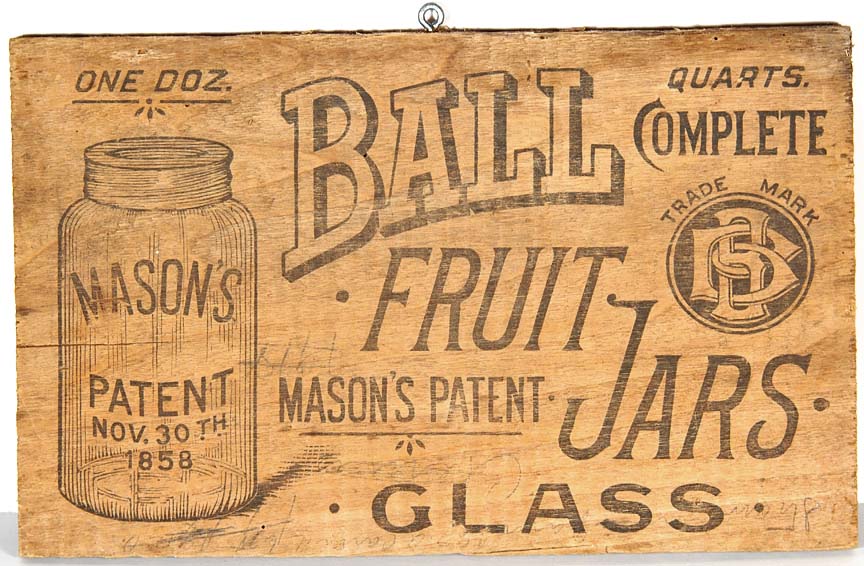 ONE DOZ.
QUARTS.
BALL
COMPLETE
TRADE MARK
FRUIT
JARS
MASON'S PATENT
GLASS
MASON'S
PATENT
NOV. 30TH
1858